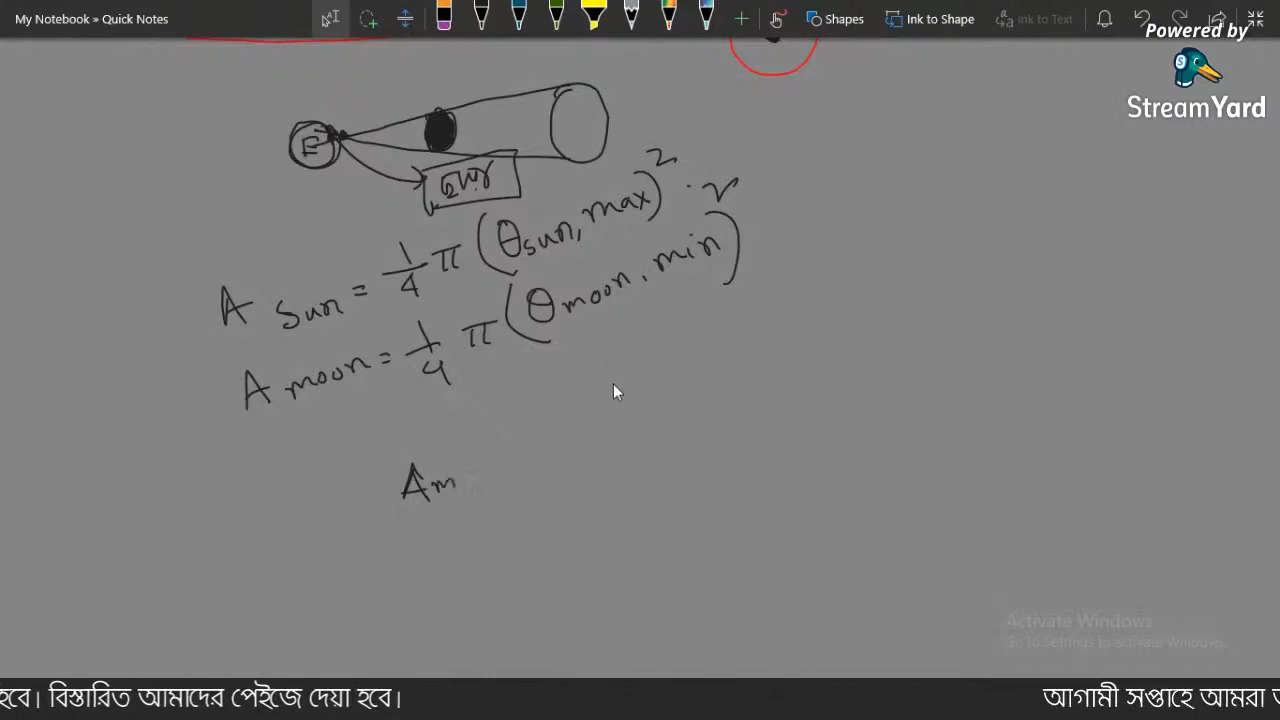 My Notebook » Quick Notes
Shapes
Ink to Shape
Ink to Text
Powered by
StreamYard
E
A sun = 1/4 π (θsun, max)²
A moon = 1/4 π (θmoon, min)²
Am
Activate Windows
Go to Settings to activate Windows.
হবে। বিস্তারিত আমাদের পেইজে দেয়া হবে।
আগামী সপ্তাহে আমরা